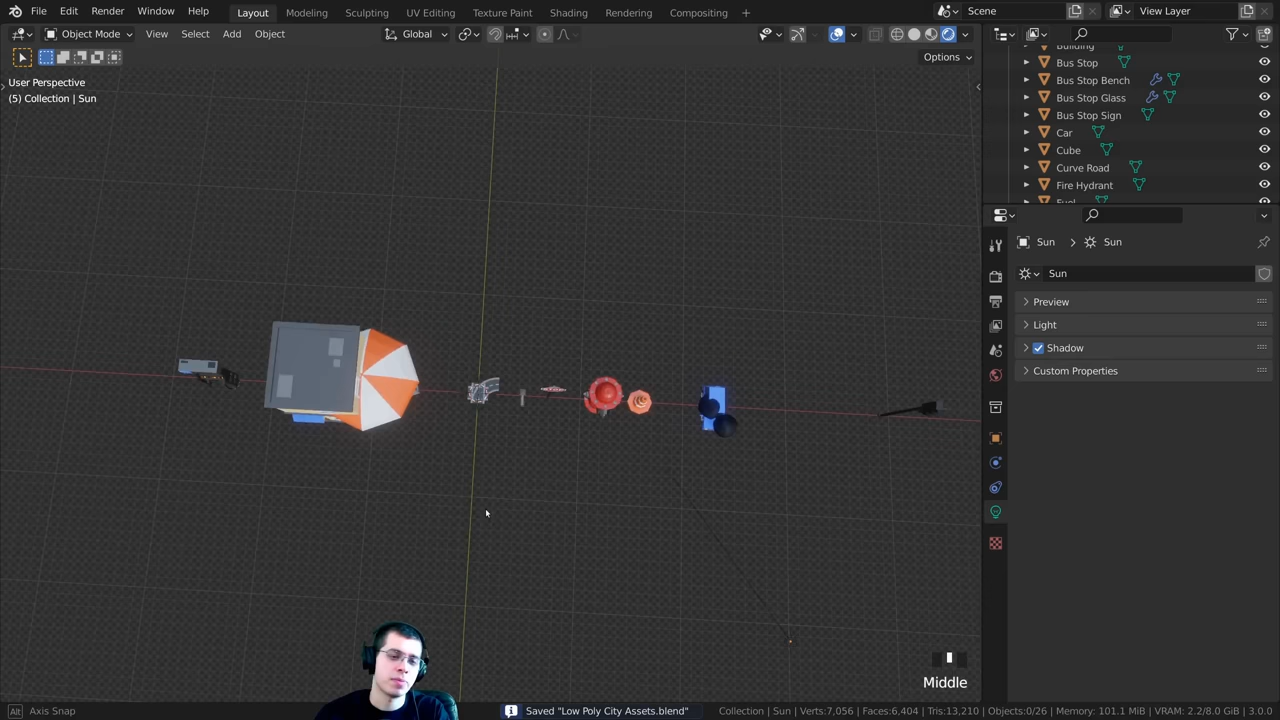 File Edit Render Window Help
Layout Modeling Sculpting UV Editing Texture Paint Shading Rendering Compositing +
Scene
View Layer
Object Mode View Select Add Object
Global
Options
User Perspective
(5) Collection | Sun
Bus Stop
Bus Stop Bench
Bus Stop Glass
Bus Stop Sign
Car
Cube
Curve Road
Fire Hydrant
Sun > Sun
Sun
Preview
Light
Shadow
Custom Properties
Middle
Alt Axis Snap
Saved "Low Poly City Assets.blend"
Collection | Sun | Verts:7,056 | Faces:6,404 | Tris:13,210 | Objects:0/26 | Memory: 101.1 MiB | VRAM: 2.2/8.0 GiB | 3.0.0